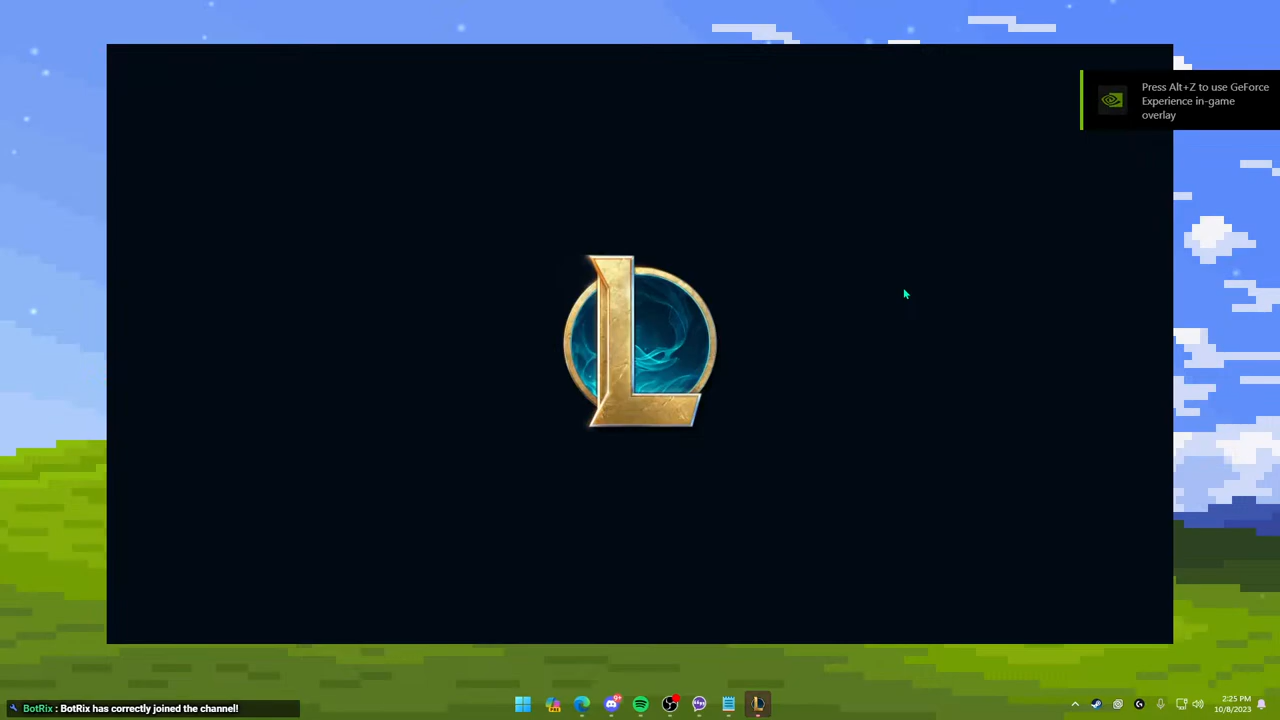 Press Alt+Z to use GeForce
Experience in-game
overlay
L
BotRix : BotRix has correctly joined the channel!
2:25 PM
10/8/2023